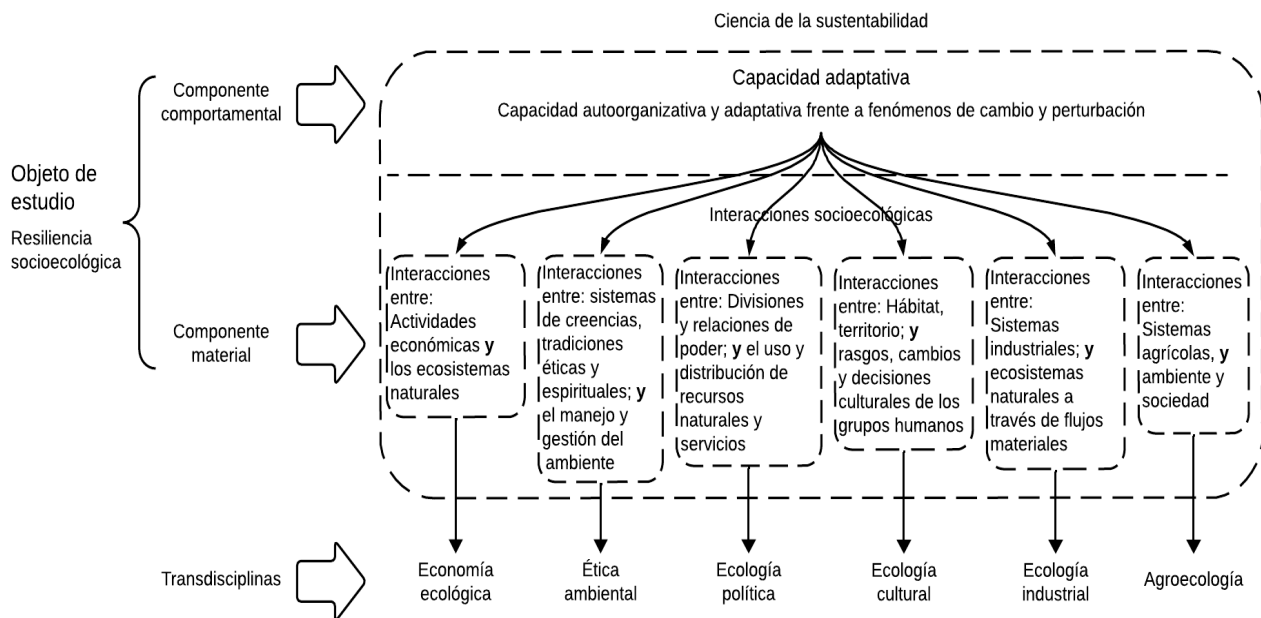 Ciencia de la sustentabilidad
Capacidad adaptativa
Capacidad autoorganizativa y adaptativa frente a fenómenos de cambio y perturbación
Componente
comportamental
Objeto de
estudio
Resiliencia
socioecológica
Interacciones socioecológicas
Componente
material
Interacciones
entre:
Actividades
económicas y
los ecosistemas
naturales
Interacciones
entre: sistemas
de creencias,
tradiciones
éticas y
espirituales; y
el manejo y
gestión del
ambiente
Interacciones
entre: Divisiones
y relaciones de
poder; y el uso y
distribución de
recursos
naturales y
servicios
Interacciones
entre: Hábitat,
territorio; y
rasgos, cambios
y decisiones
culturales de los
grupos humanos
Interacciones
entre:
Sistemas
industriales; y
ecosistemas
naturales a
través de flujos
materiales
Interacciones
entre:
Sistemas
agrícolas, y
ambiente y
sociedad
Transdisciplinas
Economía
ecológica
Ética
ambiental
Ecología
política
Ecología
cultural
Ecología
industrial
Agroecología